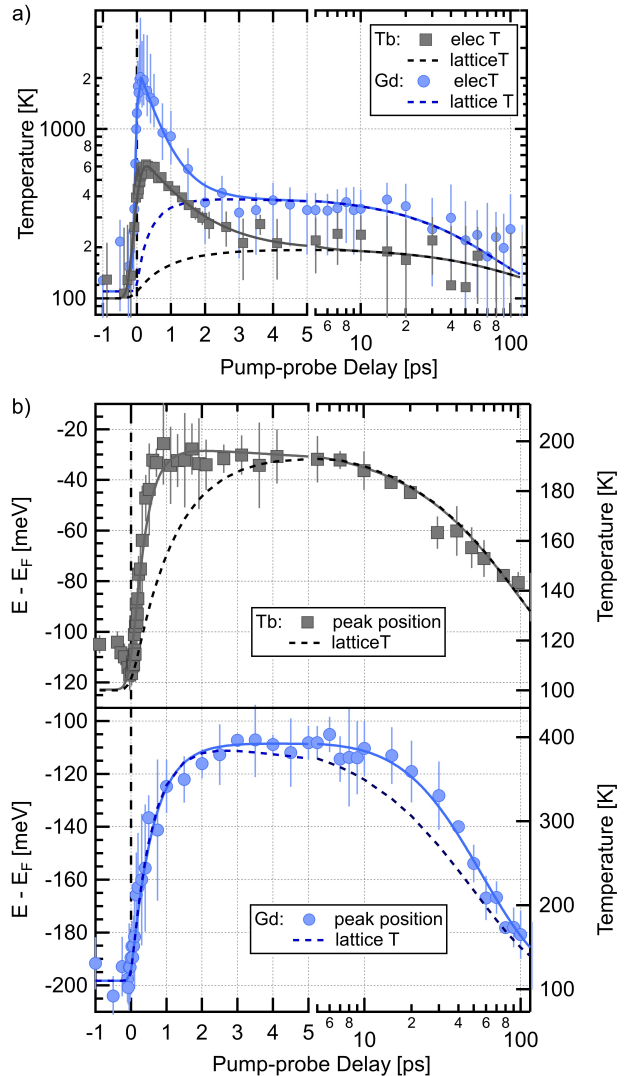 a)
Tb: elec T
lattice T
Gd: elec T
lattice T
Temperature [K]
2
1000
8
6
4
2
100
-1 0 1 2 3 4 5 6 8 10 2 4 6 8 100
Pump-probe Delay [ps]
b)
-20
-40
-60
-80
-100
-120
E - EF [meV]
200
180
160
140
120
100
Temperature [K]
Tb: peak position
lattice T
-100
-120
-140
-160
-180
-200
E - EF [meV]
400
300
200
100
Temperature [K]
Gd: peak position
lattice T
-1 0 1 2 3 4 5 6 8 10 2 4 6 8 100
Pump-probe Delay [ps]